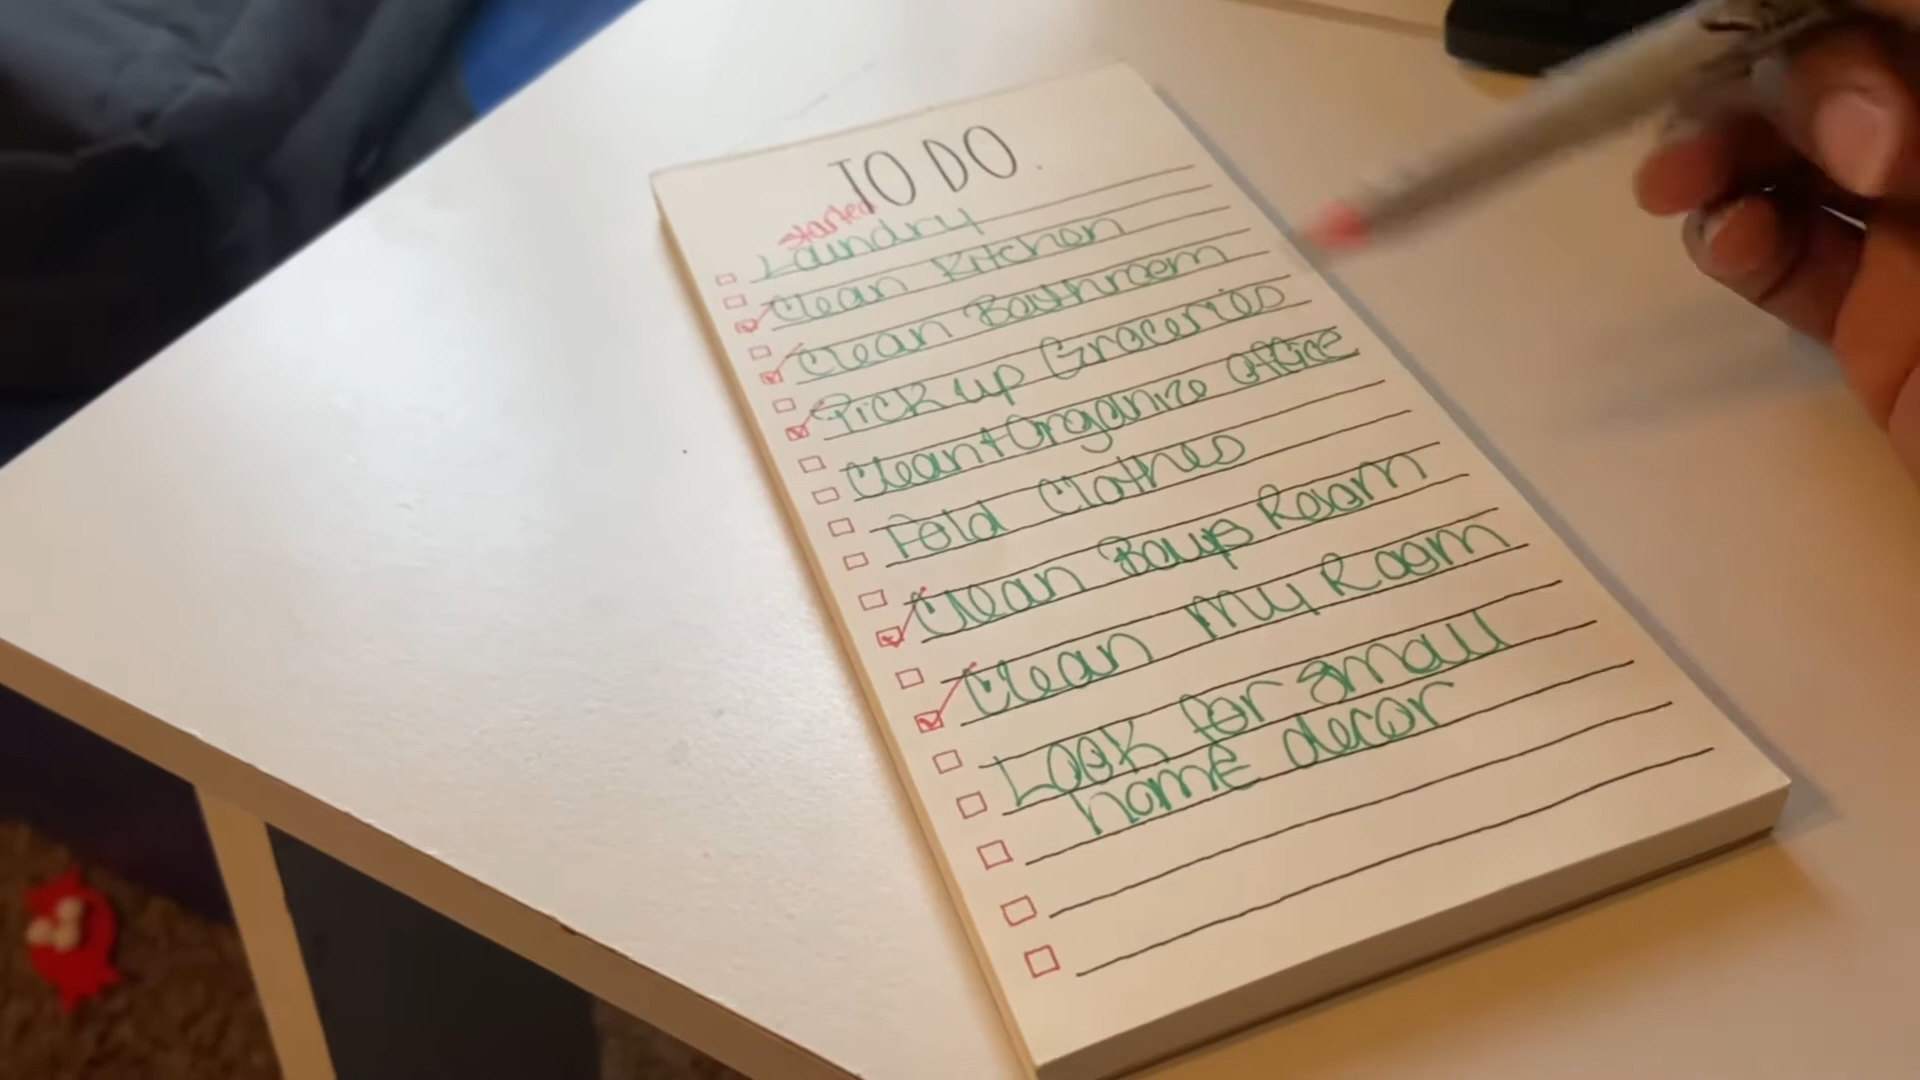 TO DO
started
Laundry
Clean Kitchen
Clean Bathroom
Pick up Groceries
Clean + Organize Office
Fold Clothes
Clean Boys Room
Clean My Room
Look for small
home decor